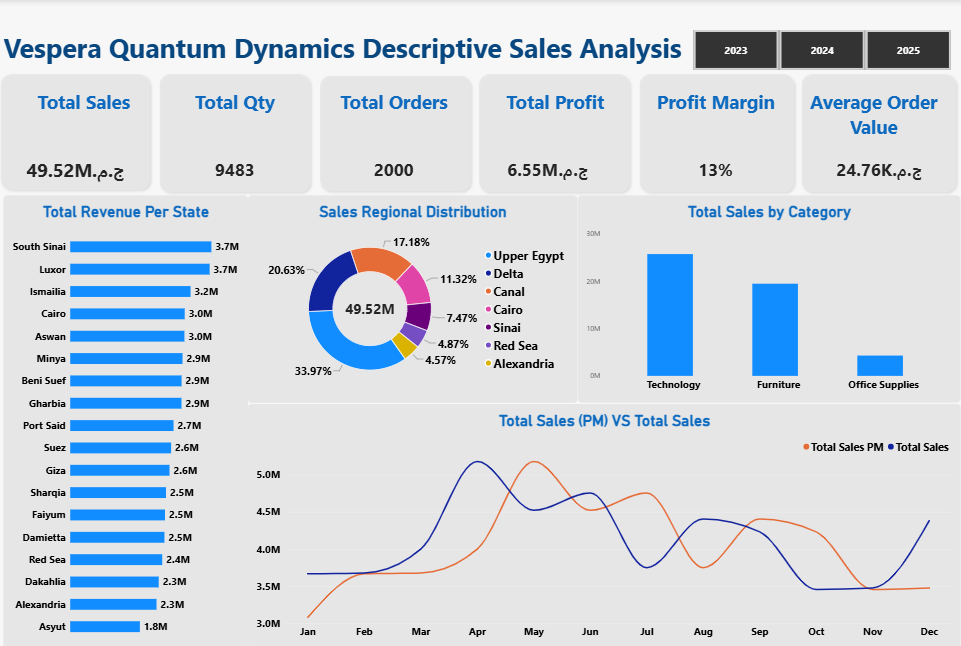 Vespera Quantum Dynamics Descriptive Sales Analysis
2023
2024
2025
Total Sales
49.52M.ج.م
Total Qty
9483
Total Orders
2000
Total Profit
6.55M.ج.م
Profit Margin
13%
Average Order
Value
24.76K.ج.م
Total Revenue Per State
South Sinai 3.7M
Luxor 3.7M
Ismailia 3.2M
Cairo 3.0M
Aswan 3.0M
Minya 2.9M
Beni Suef 2.9M
Gharbia 2.9M
Port Said 2.7M
Suez 2.6M
Giza 2.6M
Sharqia 2.5M
Faiyum 2.5M
Damietta 2.5M
Red Sea 2.4M
Dakahlia 2.3M
Alexandria 2.3M
Asyut 1.8M
Sales Regional Distribution
17.18%
20.63%
11.32%
49.52M
7.47%
4.87%
4.57%
33.97%
Upper Egypt
Delta
Canal
Cairo
Sinai
Red Sea
Alexandria
Total Sales by Category
30M
20M
10M
0M
Technology Furniture Office Supplies
Total Sales (PM) VS Total Sales
Total Sales PM Total Sales
5.0M
4.5M
4.0M
3.5M
3.0M
Jan Feb Mar Apr May Jun Jul Aug Sep Oct Nov Dec